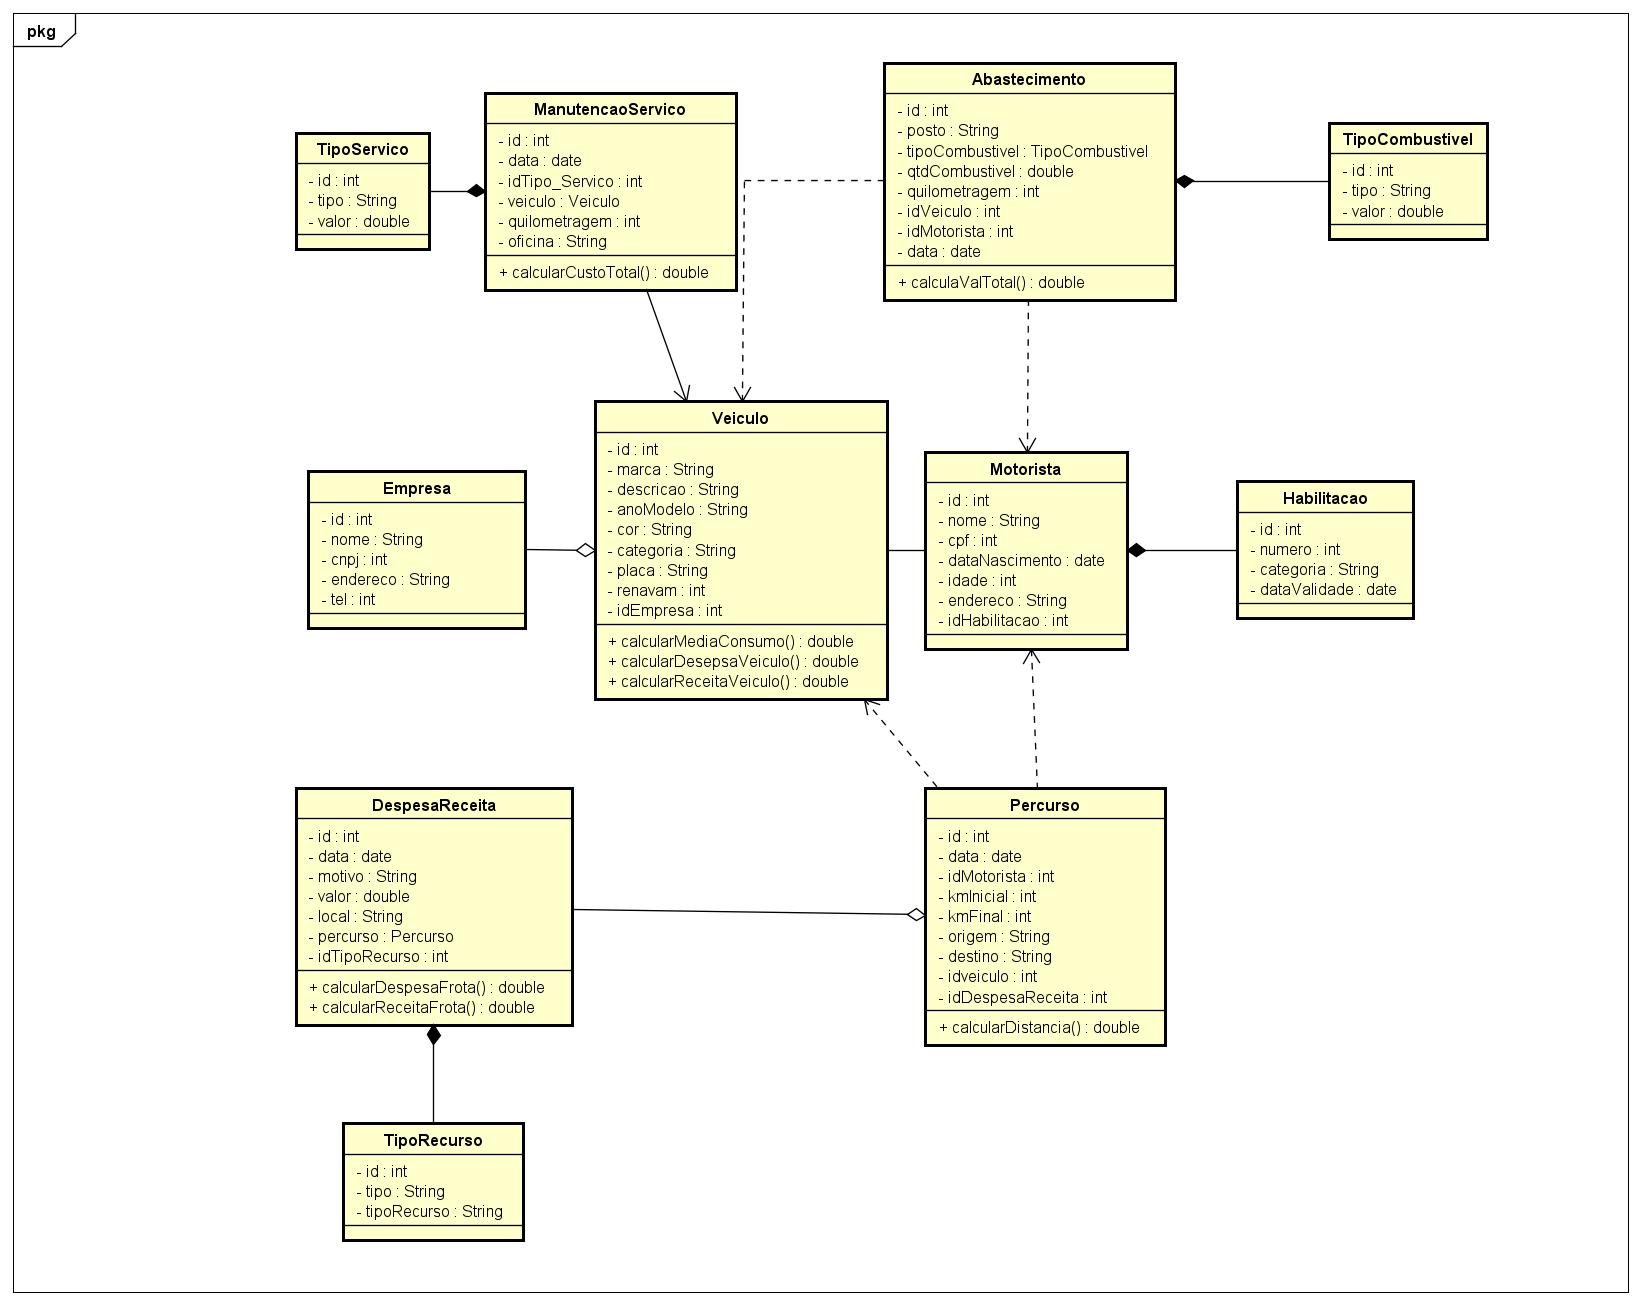 pkg
TipoServico
- id : int
- tipo : String
- valor : double
ManutencaoServico
- id : int
- data : date
- idTipo_Servico : int
- veiculo : Veiculo
- quilometragem : int
- oficina : String
+ calcularCustoTotal() : double
Abastecimento
- id : int
- posto : String
- tipoCombustivel : TipoCombustivel
- qtdCombustivel : double
- quilometragem : int
- idVeiculo : int
- idMotorista : int
- data : date
+ calculaValTotal() : double
TipoCombustivel
- id : int
- tipo : String
- valor : double
Empresa
- id : int
- nome : String
- cnpj : int
- endereco : String
- tel : int
Veiculo
- id : int
- marca : String
- descricao : String
- anoModelo : String
- cor : String
- categoria : String
- placa : String
- renavam : int
- idEmpresa : int
+ calcularMediaConsumo() : double
+ calcularDesepsaVeiculo() : double
+ calcularReceitaVeiculo() : double
Motorista
- id : int
- nome : String
- cpf : int
- dataNascimento : date
- idade : int
- endereco : String
- idHabilitacao : int
Habilitacao
- id : int
- numero : int
- categoria : String
- dataValidade : date
DespesaReceita
- id : int
- data : date
- motivo : String
- valor : double
- local : String
- percurso : Percurso
- idTipoRecurso : int
+ calcularDespesaFrota() : double
+ calcularReceitaFrota() : double
Percurso
- id : int
- data : date
- idMotorista : int
- kmInicial : int
- kmFinal : int
- origem : String
- destino : String
- idveiculo : int
- idDespesaReceita : int
+ calcularDistancia() : double
TipoRecurso
- id : int
- tipo : String
- tipoRecurso : String